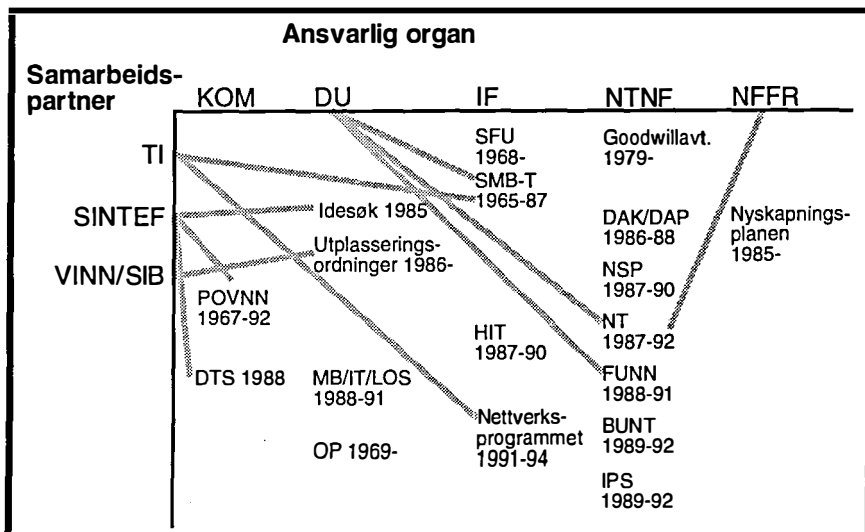 Ansvarlig organ
Samarbeids-
partner
KOM DU IF NTNF NFFR
TI
SINTEF
VINN/SIB
POVNN
1967-92
DTS 1988
Idesøk 1985
Utplasserings-
ordninger 1986-
MB/IT/LOS
1988-91
OP 1969-
SFU
1968-
SMB-T
1965-87
HIT
1987-90
Nettverks-
programmet
1991-94
Goodwillavt.
1979-
DAK/DAP
1986-88
NSP
1987-90
NT
1987-92
FUNN
1988-91
BUNT
1989-92
IPS
1989-92
Nyskapnings-
planen
1985-